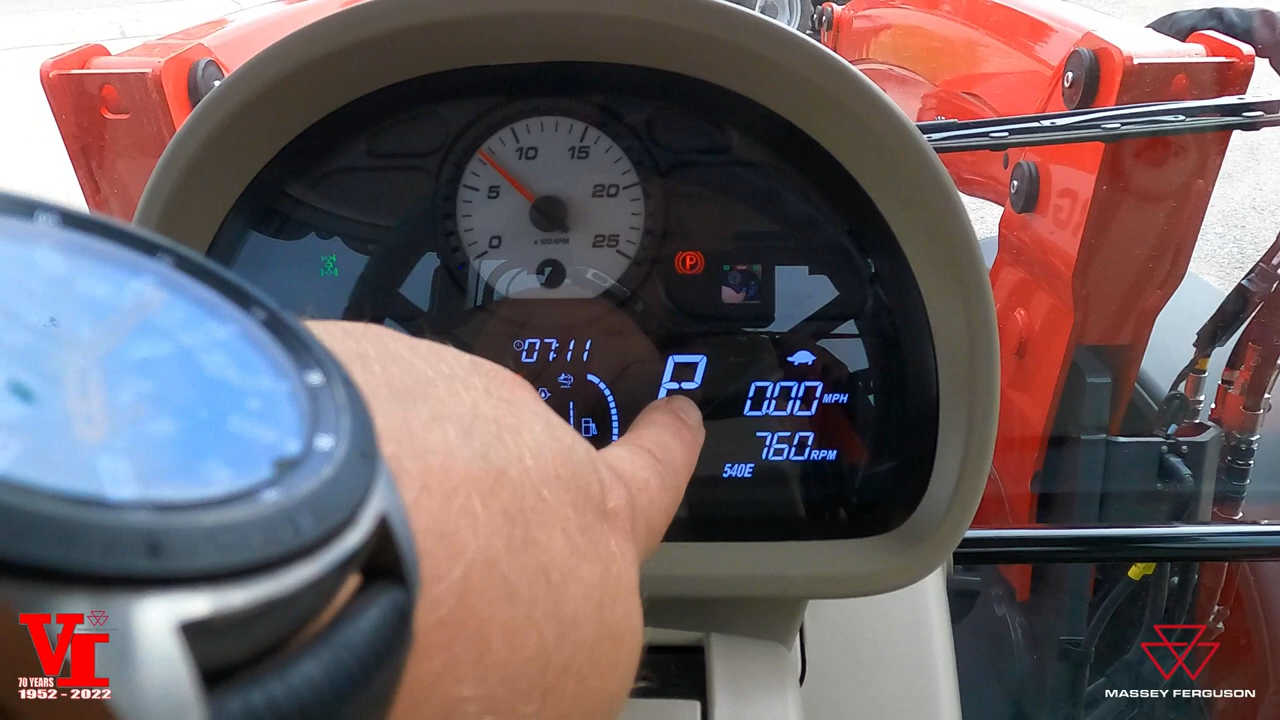 10 15
5 20
0 25
x 100 RPM
P
07:11
P
0.00 MPH
760 RPM
540E
VI
70 YEARS
1952 - 2022
MASSEY FERGUSON